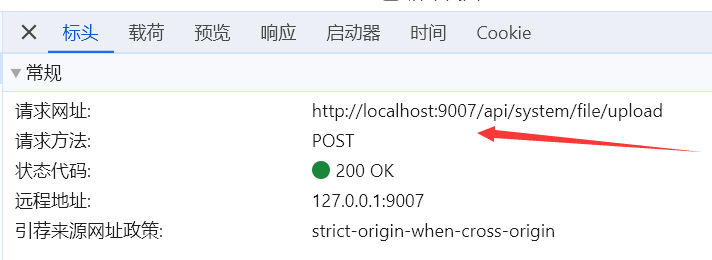 标头 载荷 预览 响应 启动器 时间 Cookie
常规
请求网址: http://localhost:9007/api/system/file/upload
请求方法: POST
状态代码: 200 OK
远程地址: 127.0.0.1:9007
引荐来源网址政策: strict-origin-when-cross-origin